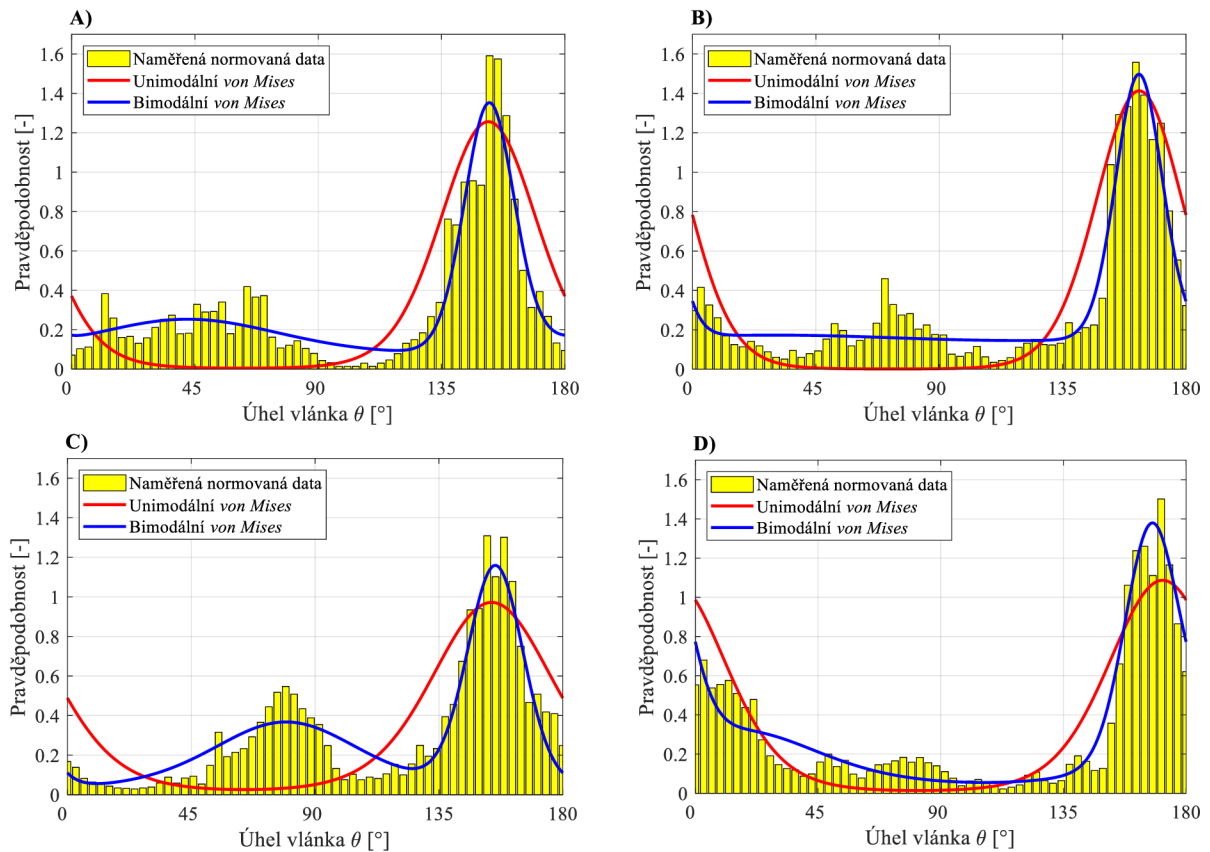 A)
Naměřená normovaná data
Unimodální von Mises
Bimodální von Mises
Pravděpodobnost [-]
1.6
1.4
1.2
1
0.8
0.6
0.4
0.2
0
0 45 90 135 180
Úhel vlánka θ [°]
B)
Naměřená normovaná data
Unimodální von Mises
Bimodální von Mises
Pravděpodobnost [-]
1.6
1.4
1.2
1
0.8
0.6
0.4
0.2
0
0 45 90 135 180
Úhel vlánka θ [°]
C)
Naměřená normovaná data
Unimodální von Mises
Bimodální von Mises
Pravděpodobnost [-]
1.6
1.4
1.2
1
0.8
0.6
0.4
0.2
0
0 45 90 135 180
Úhel vlánka θ [°]
D)
Naměřená normovaná data
Unimodální von Mises
Bimodální von Mises
Pravděpodobnost [-]
1.6
1.4
1.2
1
0.8
0.6
0.4
0.2
0
0 45 90 135 180
Úhel vlánka θ [°]